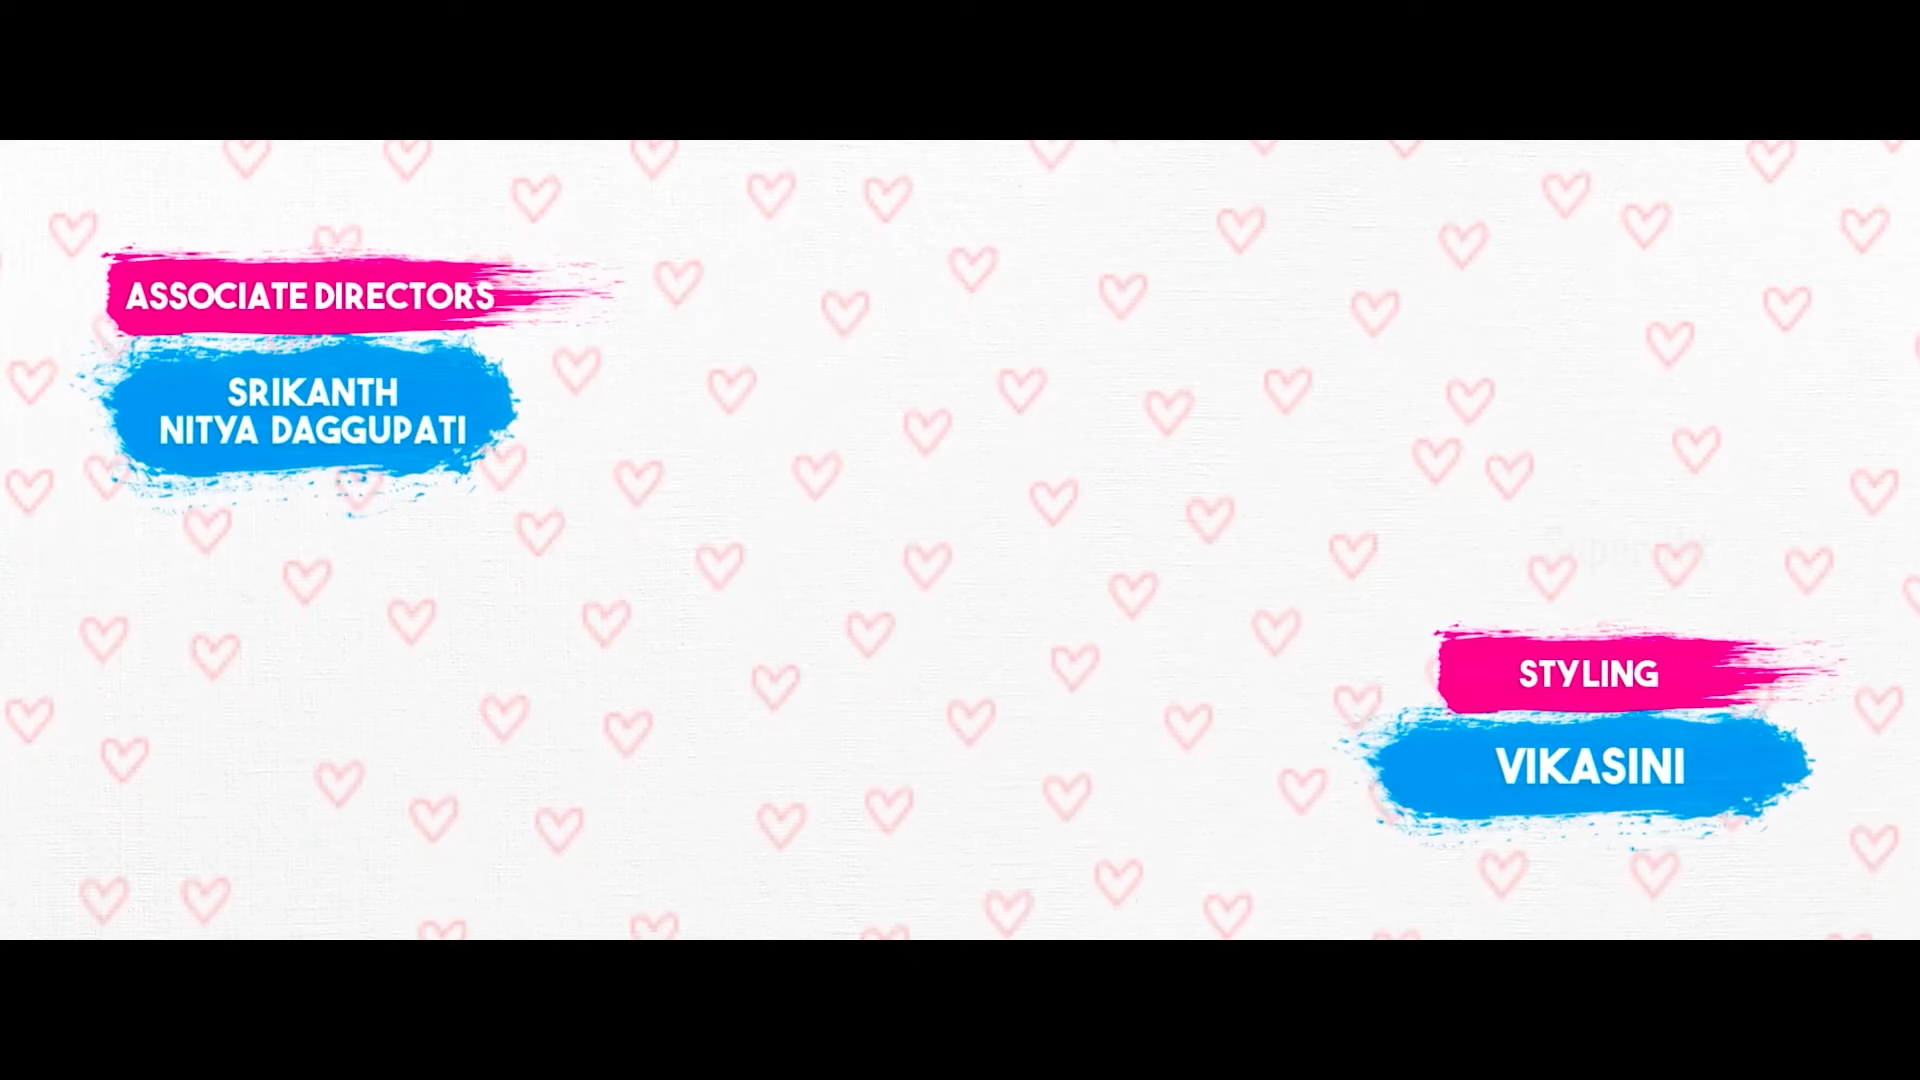 ASSOCIATE DIRECTORS
SRIKANTH
NITYA DAGGUPATI
STYLING
VIKASINI